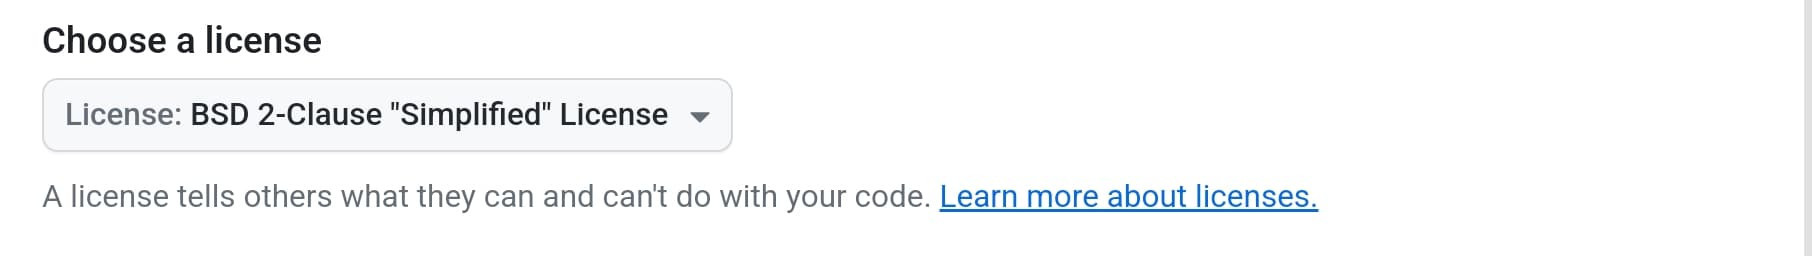 Choose a license
License: BSD 2-Clause "Simplified" License
A license tells others what they can and can't do with your code. Learn more about licenses.